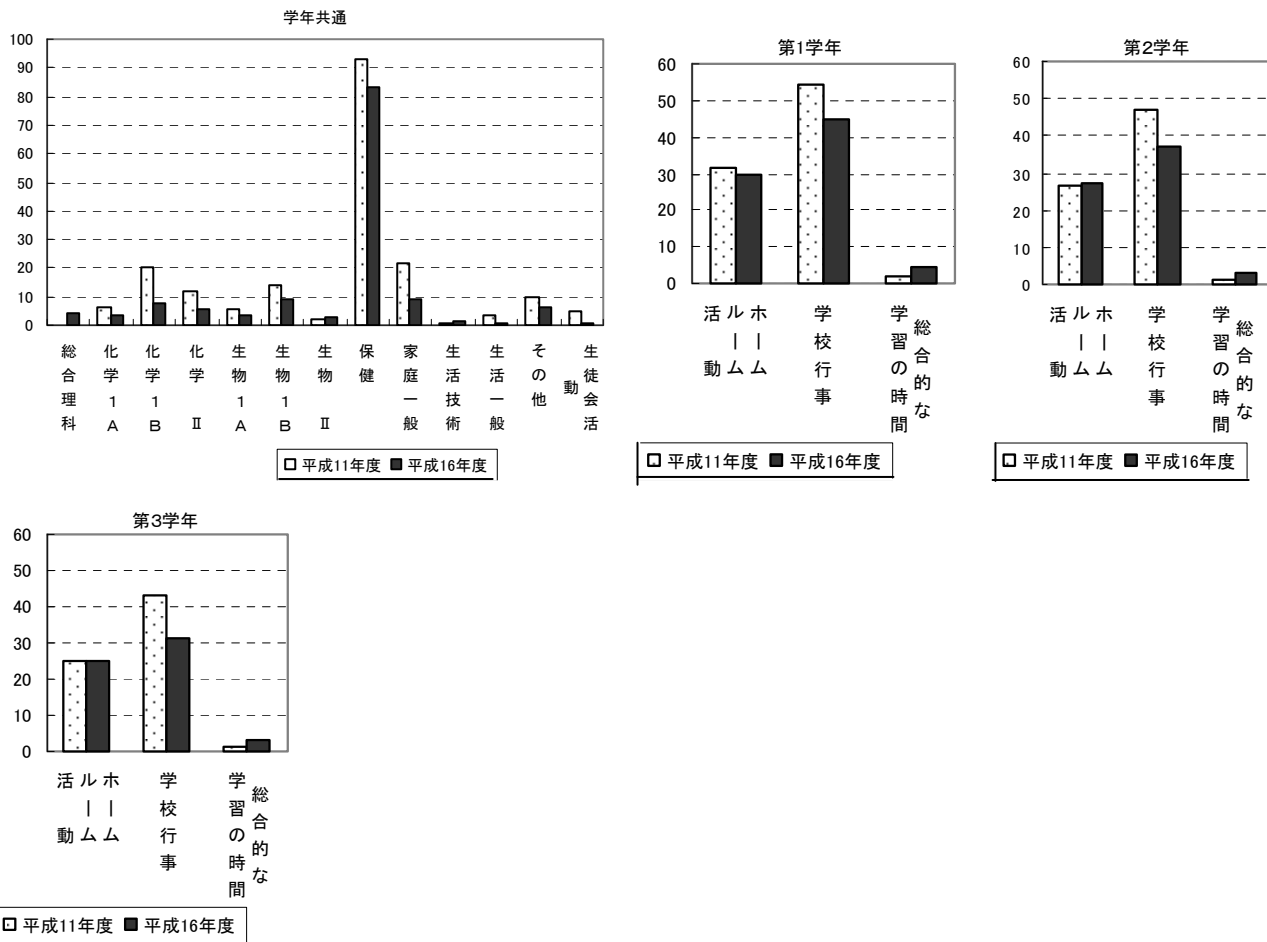 学年共通
100
90
80
70
60
50
40
30
20
10
0
総合理科
化学1A
化学1B
化学Ⅱ
生物1A
生物1B
生物Ⅱ
保健
家庭一般
生活技術
生活一般
その他
生徒会活
動
平成11年度 平成16年度
第1学年
60
50
40
30
20
10
0
ホーム
ルーム
活動
学校行事
総合的な
学習の時間
平成11年度 平成16年度
第2学年
60
50
40
30
20
10
0
ホーム
ルーム
活動
学校行事
総合的な
学習の時間
平成11年度 平成16年度
第3学年
60
50
40
30
20
10
0
ホーム
ルーム
活動
学校行事
総合的な
学習の時間
平成11年度 平成16年度